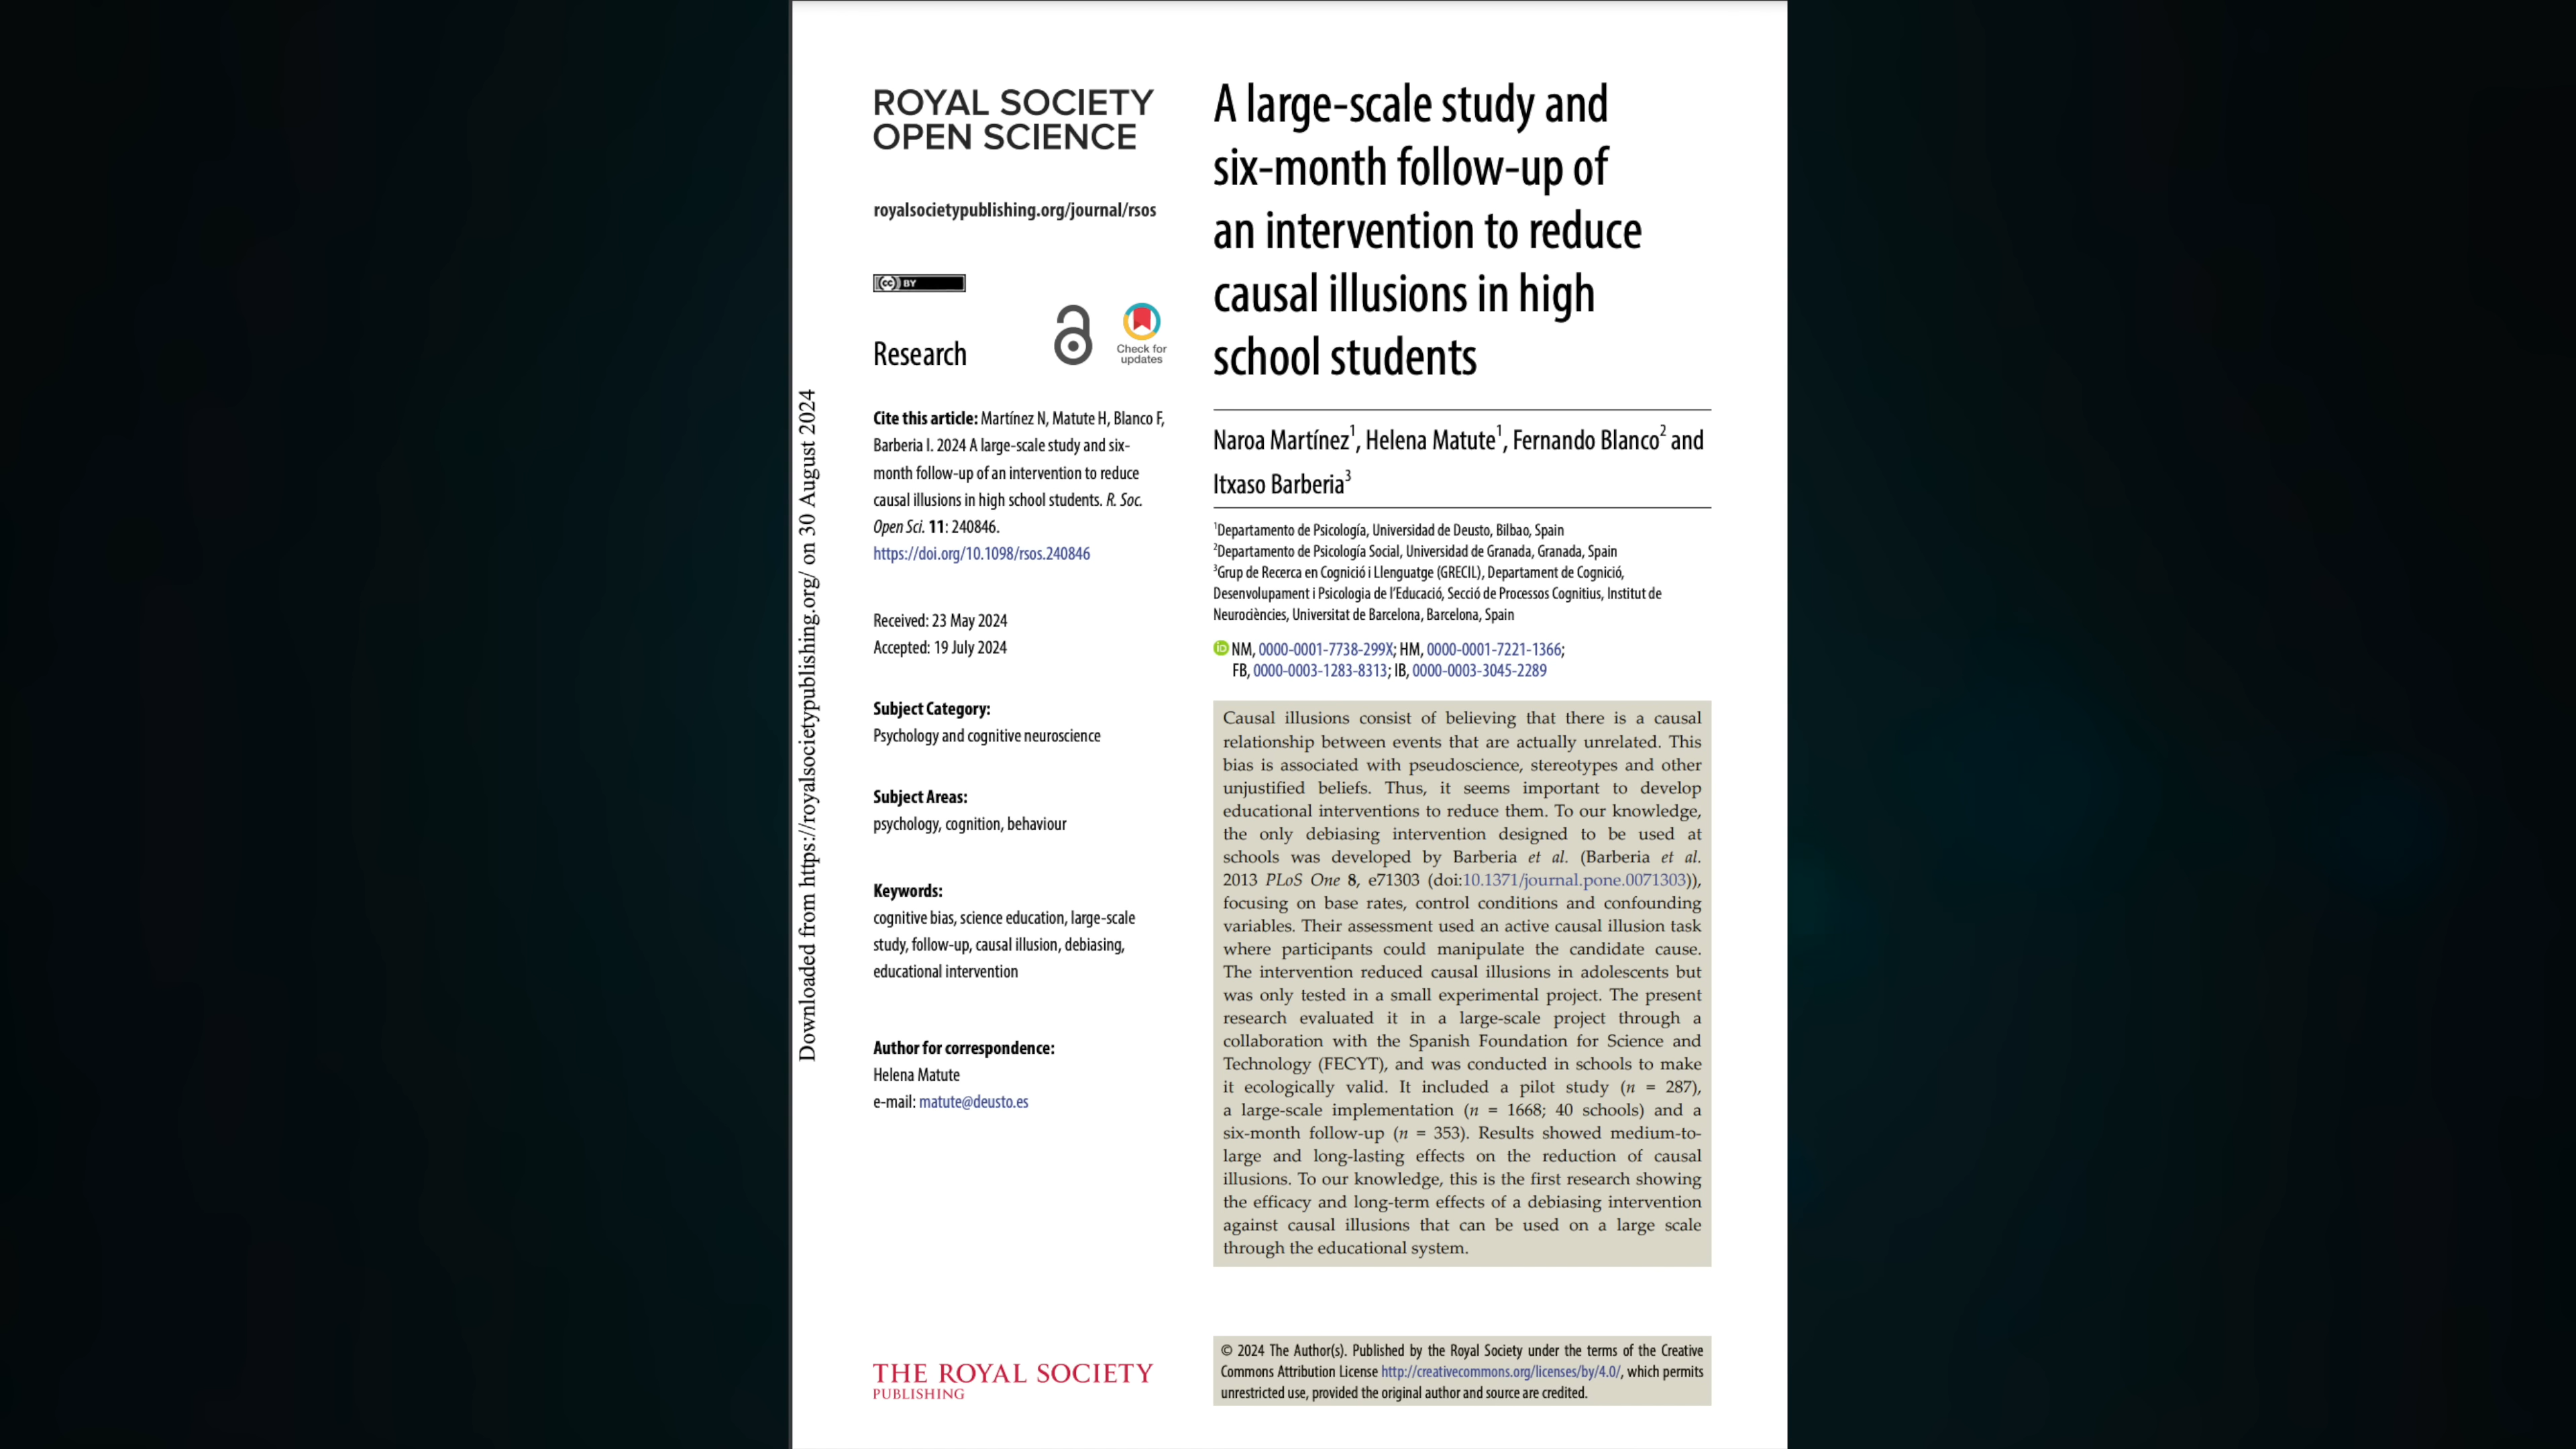 Downloaded from https://royalsocietypublishing.org/ on 30 August 2024
ROYAL SOCIETY
OPEN SCIENCE
royalsocietypublishing.org/journal/rsos
cc BY
Research
Check for
updates
Cite this article: Martínez N, Matute H, Blanco F,
Barberia I. 2024 A large-scale study and six-
month follow-up of an intervention to reduce
causal illusions in high school students. R. Soc.
Open Sci. 11: 240846.
https://doi.org/10.1098/rsos.240846
Received: 23 May 2024
Accepted: 19 July 2024
Subject Category:
Psychology and cognitive neuroscience
Subject Areas:
psychology, cognition, behaviour
Keywords:
cognitive bias, science education, large-scale
study, follow-up, causal illusion, debiasing,
educational intervention
Author for correspondence:
Helena Matute
e-mail: matute@deusto.es
THE ROYAL SOCIETY
PUBLISHING
A large-scale study and
six-month follow-up of
an intervention to reduce
causal illusions in high
school students
Naroa Martínez1, Helena Matute1, Fernando Blanco2 and
Itxaso Barberia3
1Departamento de Psicología, Universidad de Deusto, Bilbao, Spain
2Departamento de Psicología Social, Universidad de Granada, Granada, Spain
3Grup de Recerca en Cognició i Llenguatge (GRECIL), Departament de Cognició,
Desenvolupament i Psicologia de l'Educació, Secció de Processos Cognitius, Institut de
Neurociències, Universitat de Barcelona, Barcelona, Spain
iD NM, 0000-0001-7738-299X; HM, 0000-0001-7221-1366;
FB, 0000-0003-1283-8313; IB, 0000-0003-3045-2289
Causal illusions consist of believing that there is a causal
relationship between events that are actually unrelated. This
bias is associated with pseudoscience, stereotypes and other
unjustified beliefs. Thus, it seems important to develop
educational interventions to reduce them. To our knowledge,
the only debiasing intervention designed to be used at
schools was developed by Barberia et al. (Barberia et al.
2013 PLoS One 8, e71303 (doi:10.1371/journal.pone.0071303)),
focusing on base rates, control conditions and confounding
variables. Their assessment used an active causal illusion task
where participants could manipulate the candidate cause.
The intervention reduced causal illusions in adolescents but
was only tested in a small experimental project. The present
research evaluated it in a large-scale project through a
collaboration with the Spanish Foundation for Science and
Technology (FECYT), and was conducted in schools to make
it ecologically valid. It included a pilot study (n = 287),
a large-scale implementation (n = 1668; 40 schools) and a
six-month follow-up (n = 353). Results showed medium-to-
large and long-lasting effects on the reduction of causal
illusions. To our knowledge, this is the first research showing
the efficacy and long-term effects of a debiasing intervention
against causal illusions that can be used on a large scale
through the educational system.
© 2024 The Author(s). Published by the Royal Society under the terms of the Creative
Commons Attribution License http://creativecommons.org/licenses/by/4.0/, which permits
unrestricted use, provided the original author and source are credited.